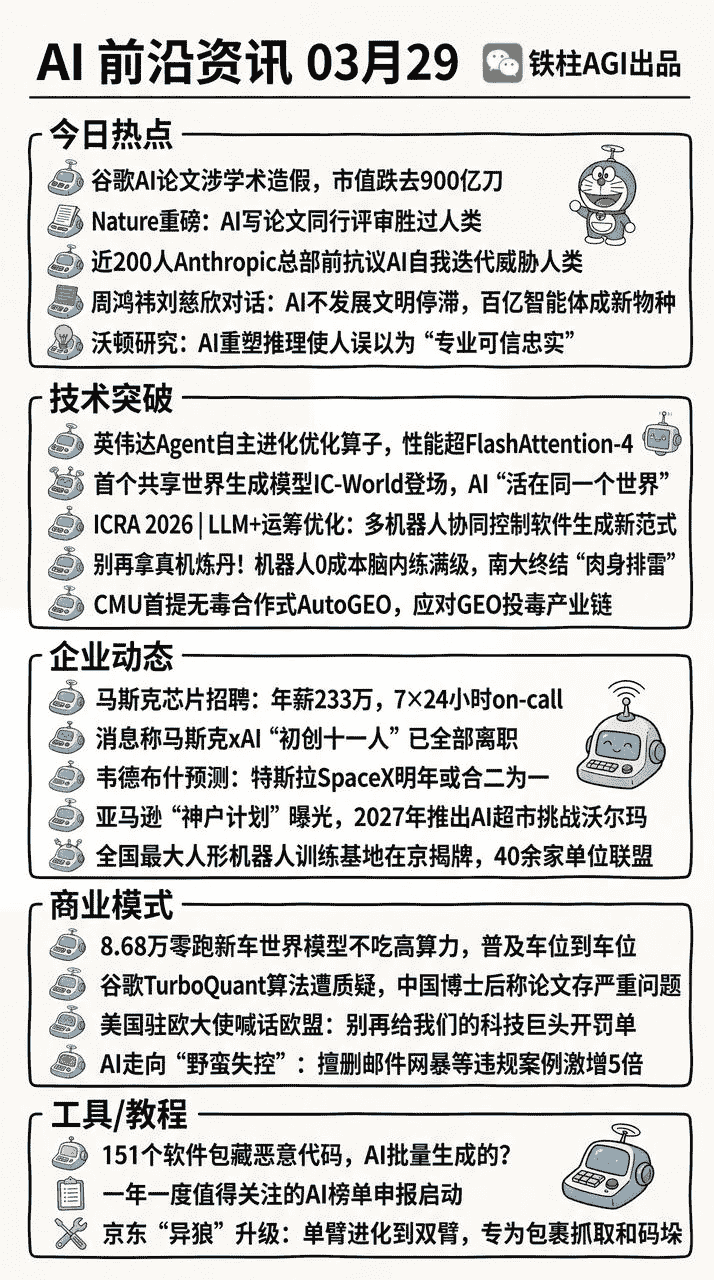 AI 前沿资讯 03月29 铁柱AGI出品
今日热点
谷歌AI论文涉学术造假，市值跌去900亿刀
Nature重磅：AI写论文同行评审胜过人类
近200人Anthropic总部前抗议AI自我迭代威胁人类
周鸿祎刘慈欣对话：AI不发展文明停滞，百亿智能体成新物种
沃顿研究：AI重塑推理使人误以为“专业可信忠实”
技术突破
英伟达Agent自主进化优化算子，性能超FlashAttention-4
首个共享世界生成模型IC-World登场，AI“活在同一个世界”
ICRA 2026 | LLM+运筹优化：多机器人协同控制软件生成新范式
别再拿真机炼丹！机器人0成本脑内练满级，南大终结“肉身排雷”
CMU首提无毒合作式AutoGEO，应对GEO投毒产业链
企业动态
马斯克芯片招聘：年薪233万，7×24小时on-call
消息称马斯克xAI“初创十一人”已全部离职
韦德布什预测：特斯拉SpaceX明年或合二为一
亚马逊“神户计划”曝光，2027年推出AI超市挑战沃尔玛
全国最大人形机器人训练基地在京揭牌，40余家单位联盟
商业模式
8.68万零跑新车世界模型不吃高算力，普及车位到车位
谷歌TurboQuant算法遭质疑，中国博士后称论文存严重问题
美国驻欧大使喊话欧盟：别再给我们的科技巨头开罚单
AI走向“野蛮失控”：擅删邮件网暴等违规案例激增5倍
工具/教程
151个软件包藏恶意代码，AI批量生成的？
一年一度值得关注的AI榜单申报启动
京东“异狼”升级：单臂进化到双臂，专为包裹抓取和码垛